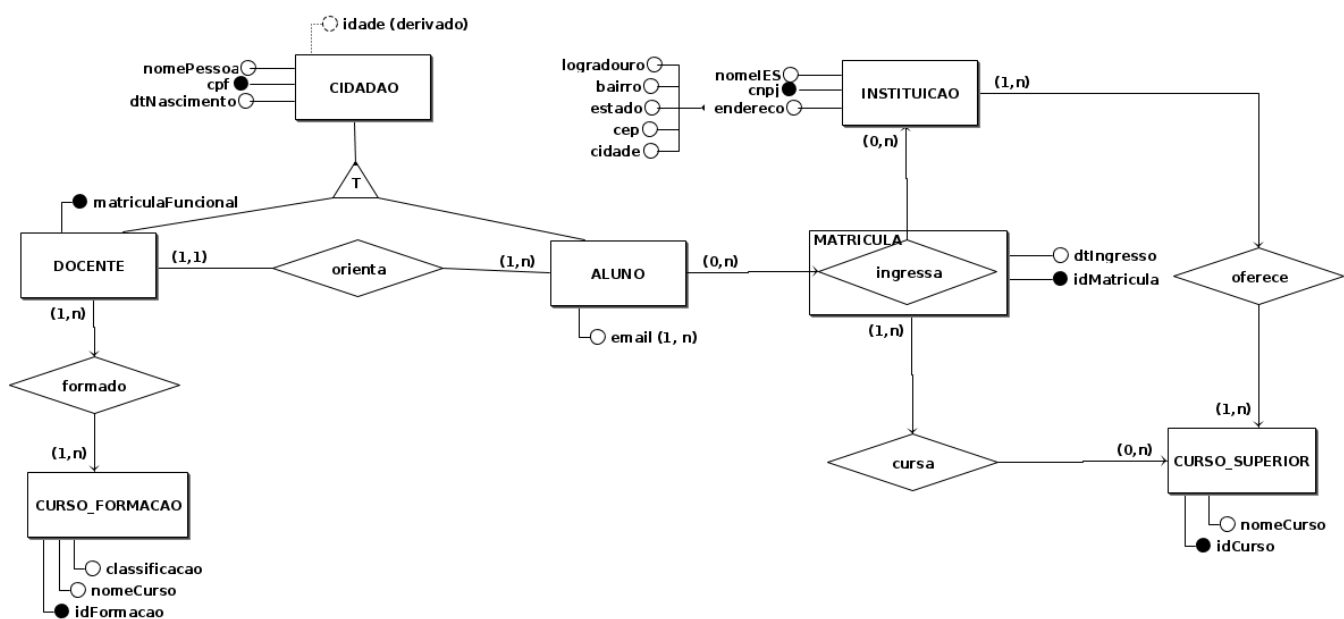 idade (derivado)
nomePessoa
cpf
dtNascimento
CIDADAO
logradouro
bairro
estado
cep
cidade
nomeIES
cnpj
endereco
INSTITUICAO
(1,n)
(0,n)
T
matriculaFuncional
DOCENTE
(1,1)
orienta
(1,n)
ALUNO
(0,n)
MATRICULA
ingressa
dtIngresso
idMatricula
oferece
email (1, n)
(1,n)
(1,n)
formado
(1,n)
(1,n)
cursa
(0,n)
CURSO_SUPERIOR
CURSO_FORMACAO
nomeCurso
idCurso
classificacao
nomeCurso
idFormacao